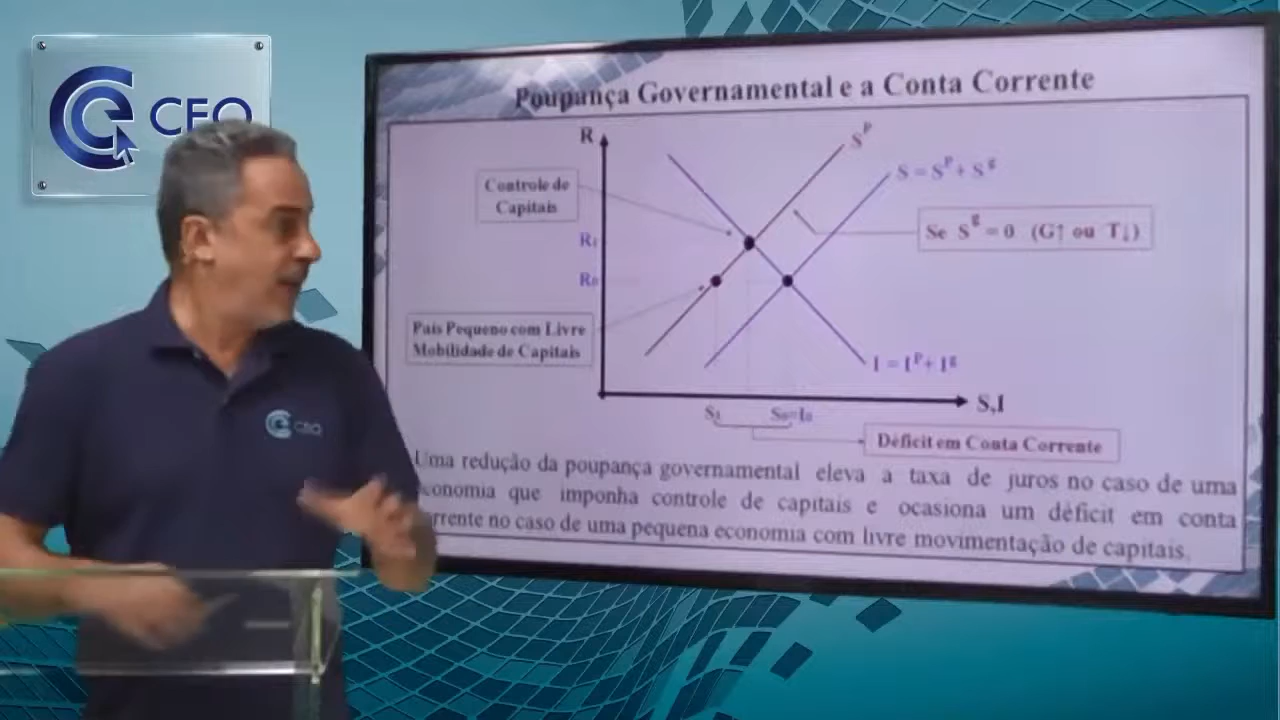 CEO
Poupança Governamental e a Conta Corrente
R
S^P
S = S^P + S^g
Controle de
Capitais
Se S^g = 0 (G↑ ou T↓)
R₁
R₀
País Pequeno com Livre
Mobilidade de Capitais
I = I^P + I^g
S,I
S₁
S₀=I₀
Déficit em Conta Corrente
Uma redução da poupança governamental eleva a taxa de juros no caso de uma
economia que imponha controle de capitais e ocasiona um déficit em conta
rrente no caso de uma pequena economia com livre movimentação de capitais.
CEO